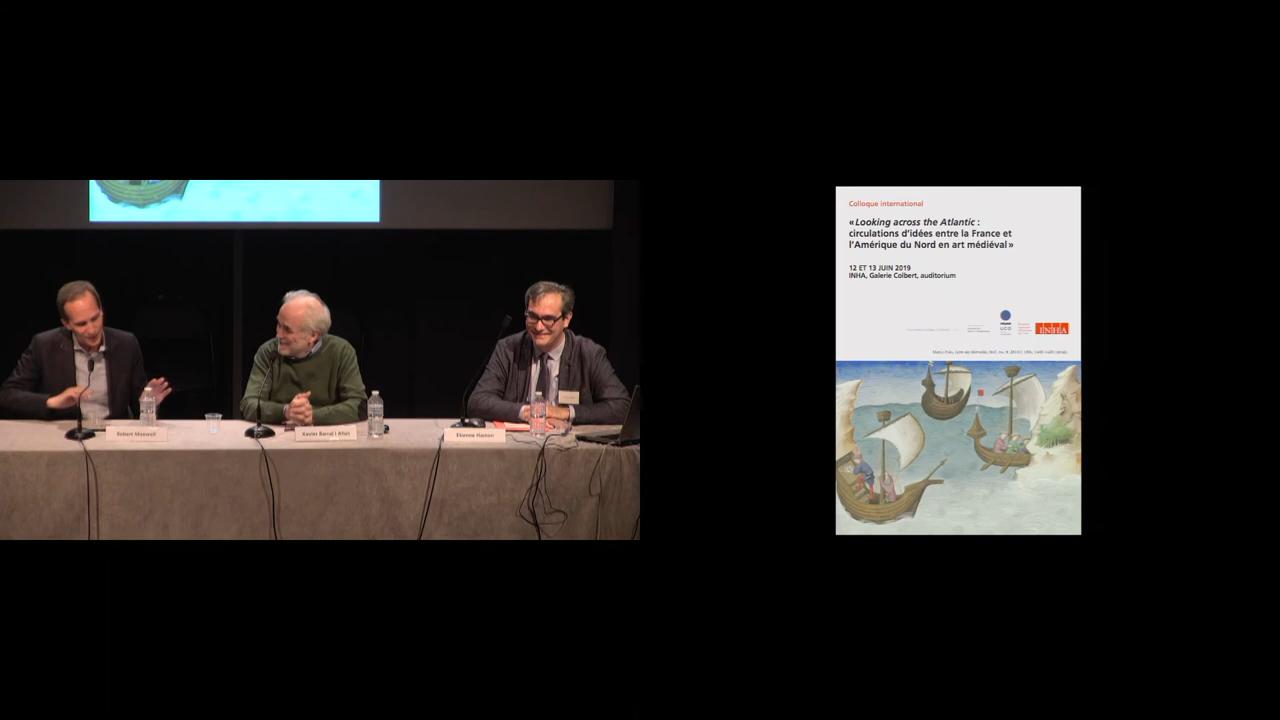 Robert Maxwell
Xavier Barral i Altet
Etienne Hamon
Colloque international
« Looking across the Atlantic :
circulations d'idées entre la France et
l'Amérique du Nord en art médiéval »
12 ET 13 JUIN 2019
INHA, Galerie Colbert, auditorium
UCO
INHA